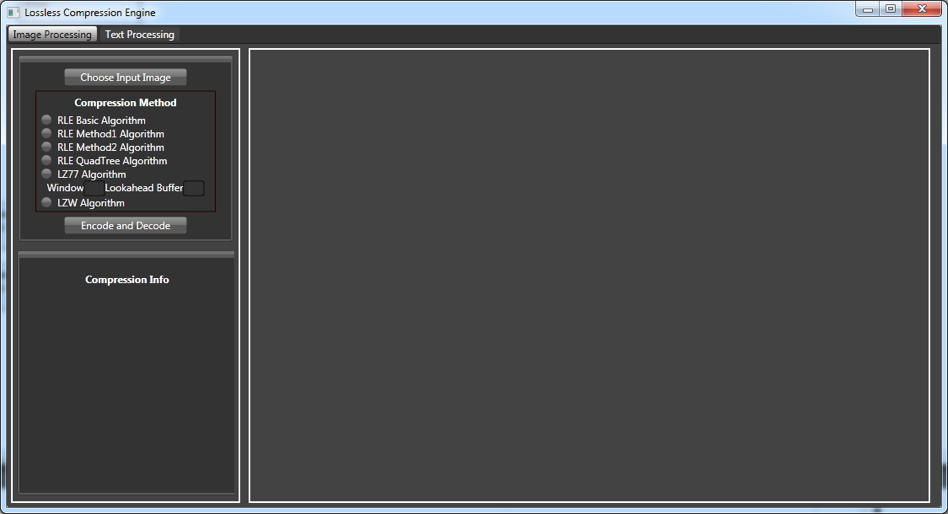 Lossless Compression Engine
Image Processing Text Processing
Choose Input Image
Compression Method
RLE Basic Algorithm
RLE Method1 Algorithm
RLE Method2 Algorithm
RLE QuadTree Algorithm
LZ77 Algorithm
Window Lookahead Buffer
LZW Algorithm
Encode and Decode
Compression Info